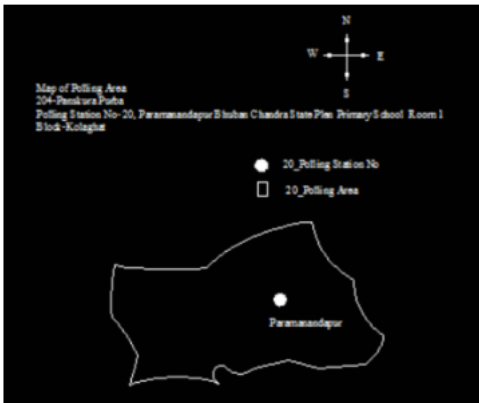 N
W E
S
Map of Polling Area
204-Panskura Purba
Polling Station No- 20, Paramanandapur Bhuban Chandra State Plan Primary School Room 1
Block-Kolaghat
20_Polling Station No
20_Polling Area
Paramanandapur